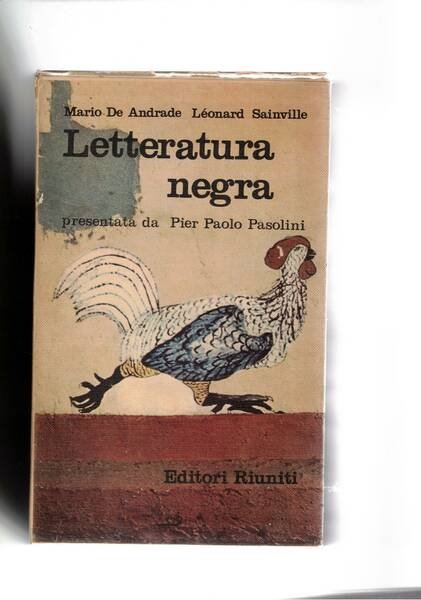 Mario De Andrade Léonard Sainville
Letteratura
negra
presentata da Pier Paolo Pasolini
Editori Riuniti